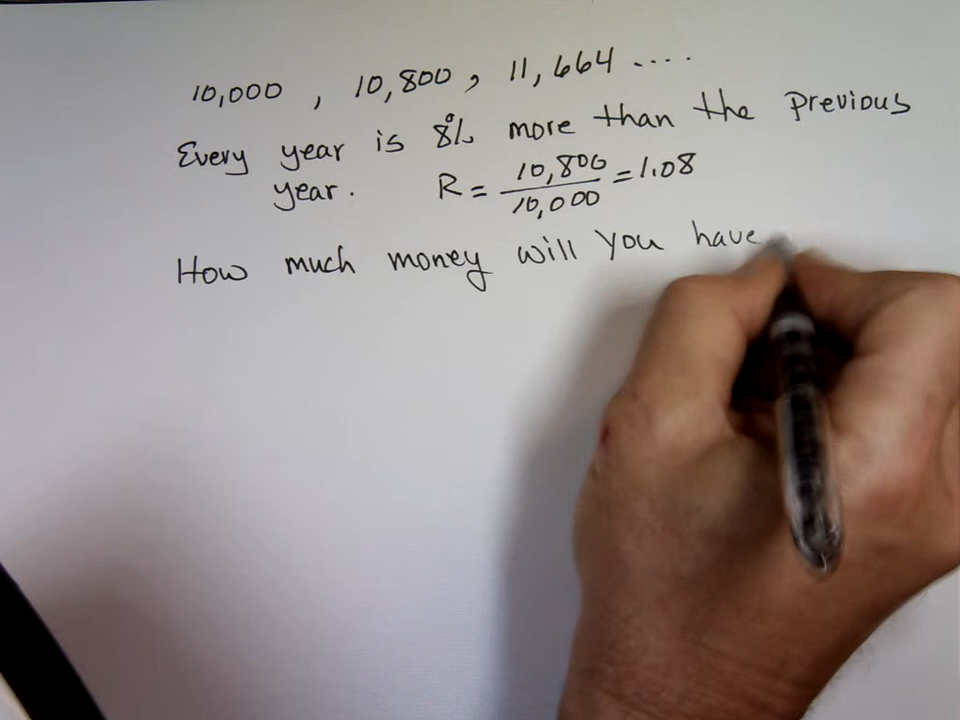 10,000 , 10,800 , 11,664 ....
Every year is 8% more than the previous
year. R = 10,800/10,000 = 1.08
How much money will you have